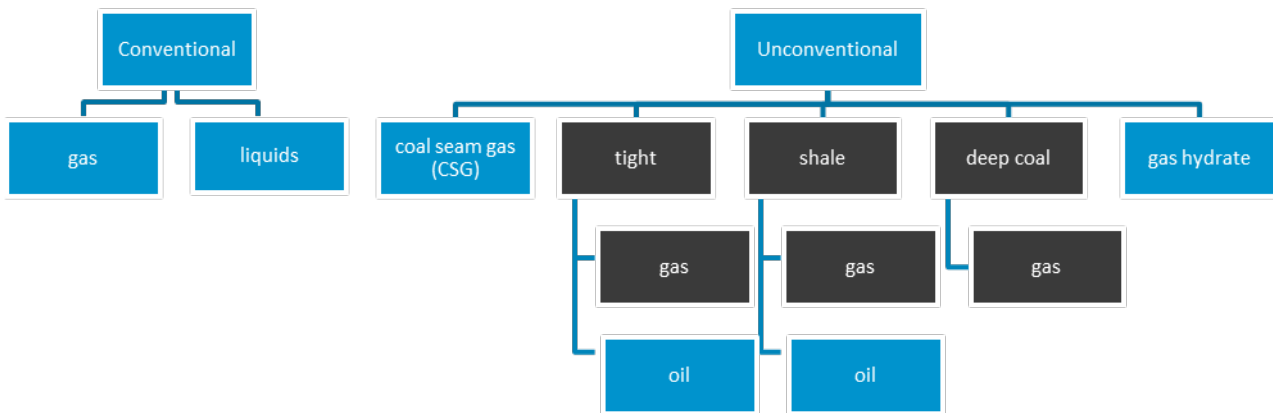 Conventional
Unconventional
gas
liquids
coal seam gas
(CSG)
tight
shale
deep coal
gas hydrate
gas
gas
gas
oil
oil